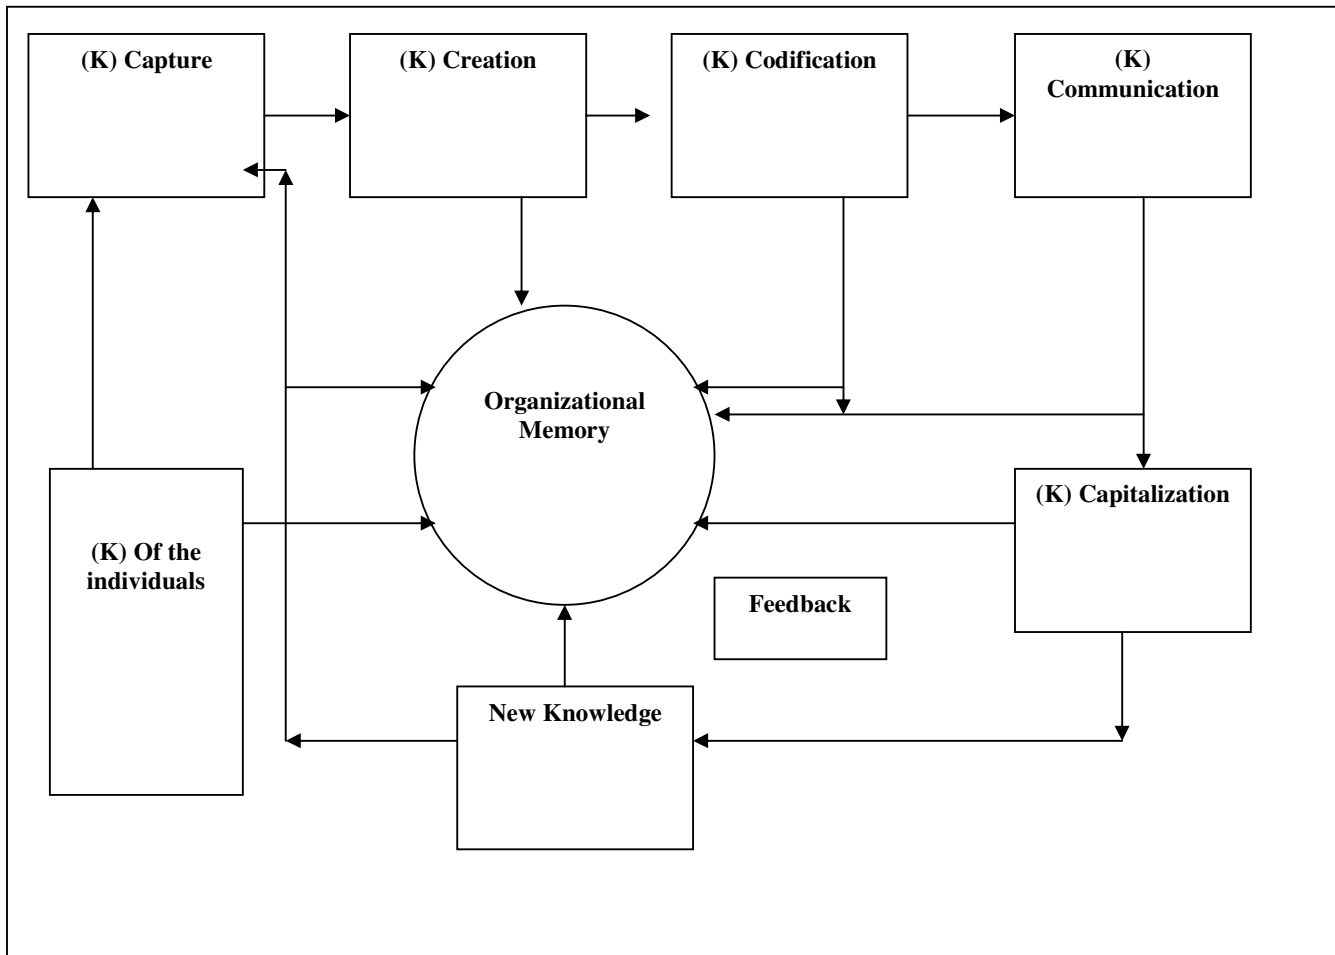 (K) Capture
(K) Creation
(K) Codification
(K)
Communication
Organizational
Memory
(K) Capitalization
(K) Of the
individuals
Feedback
New Knowledge